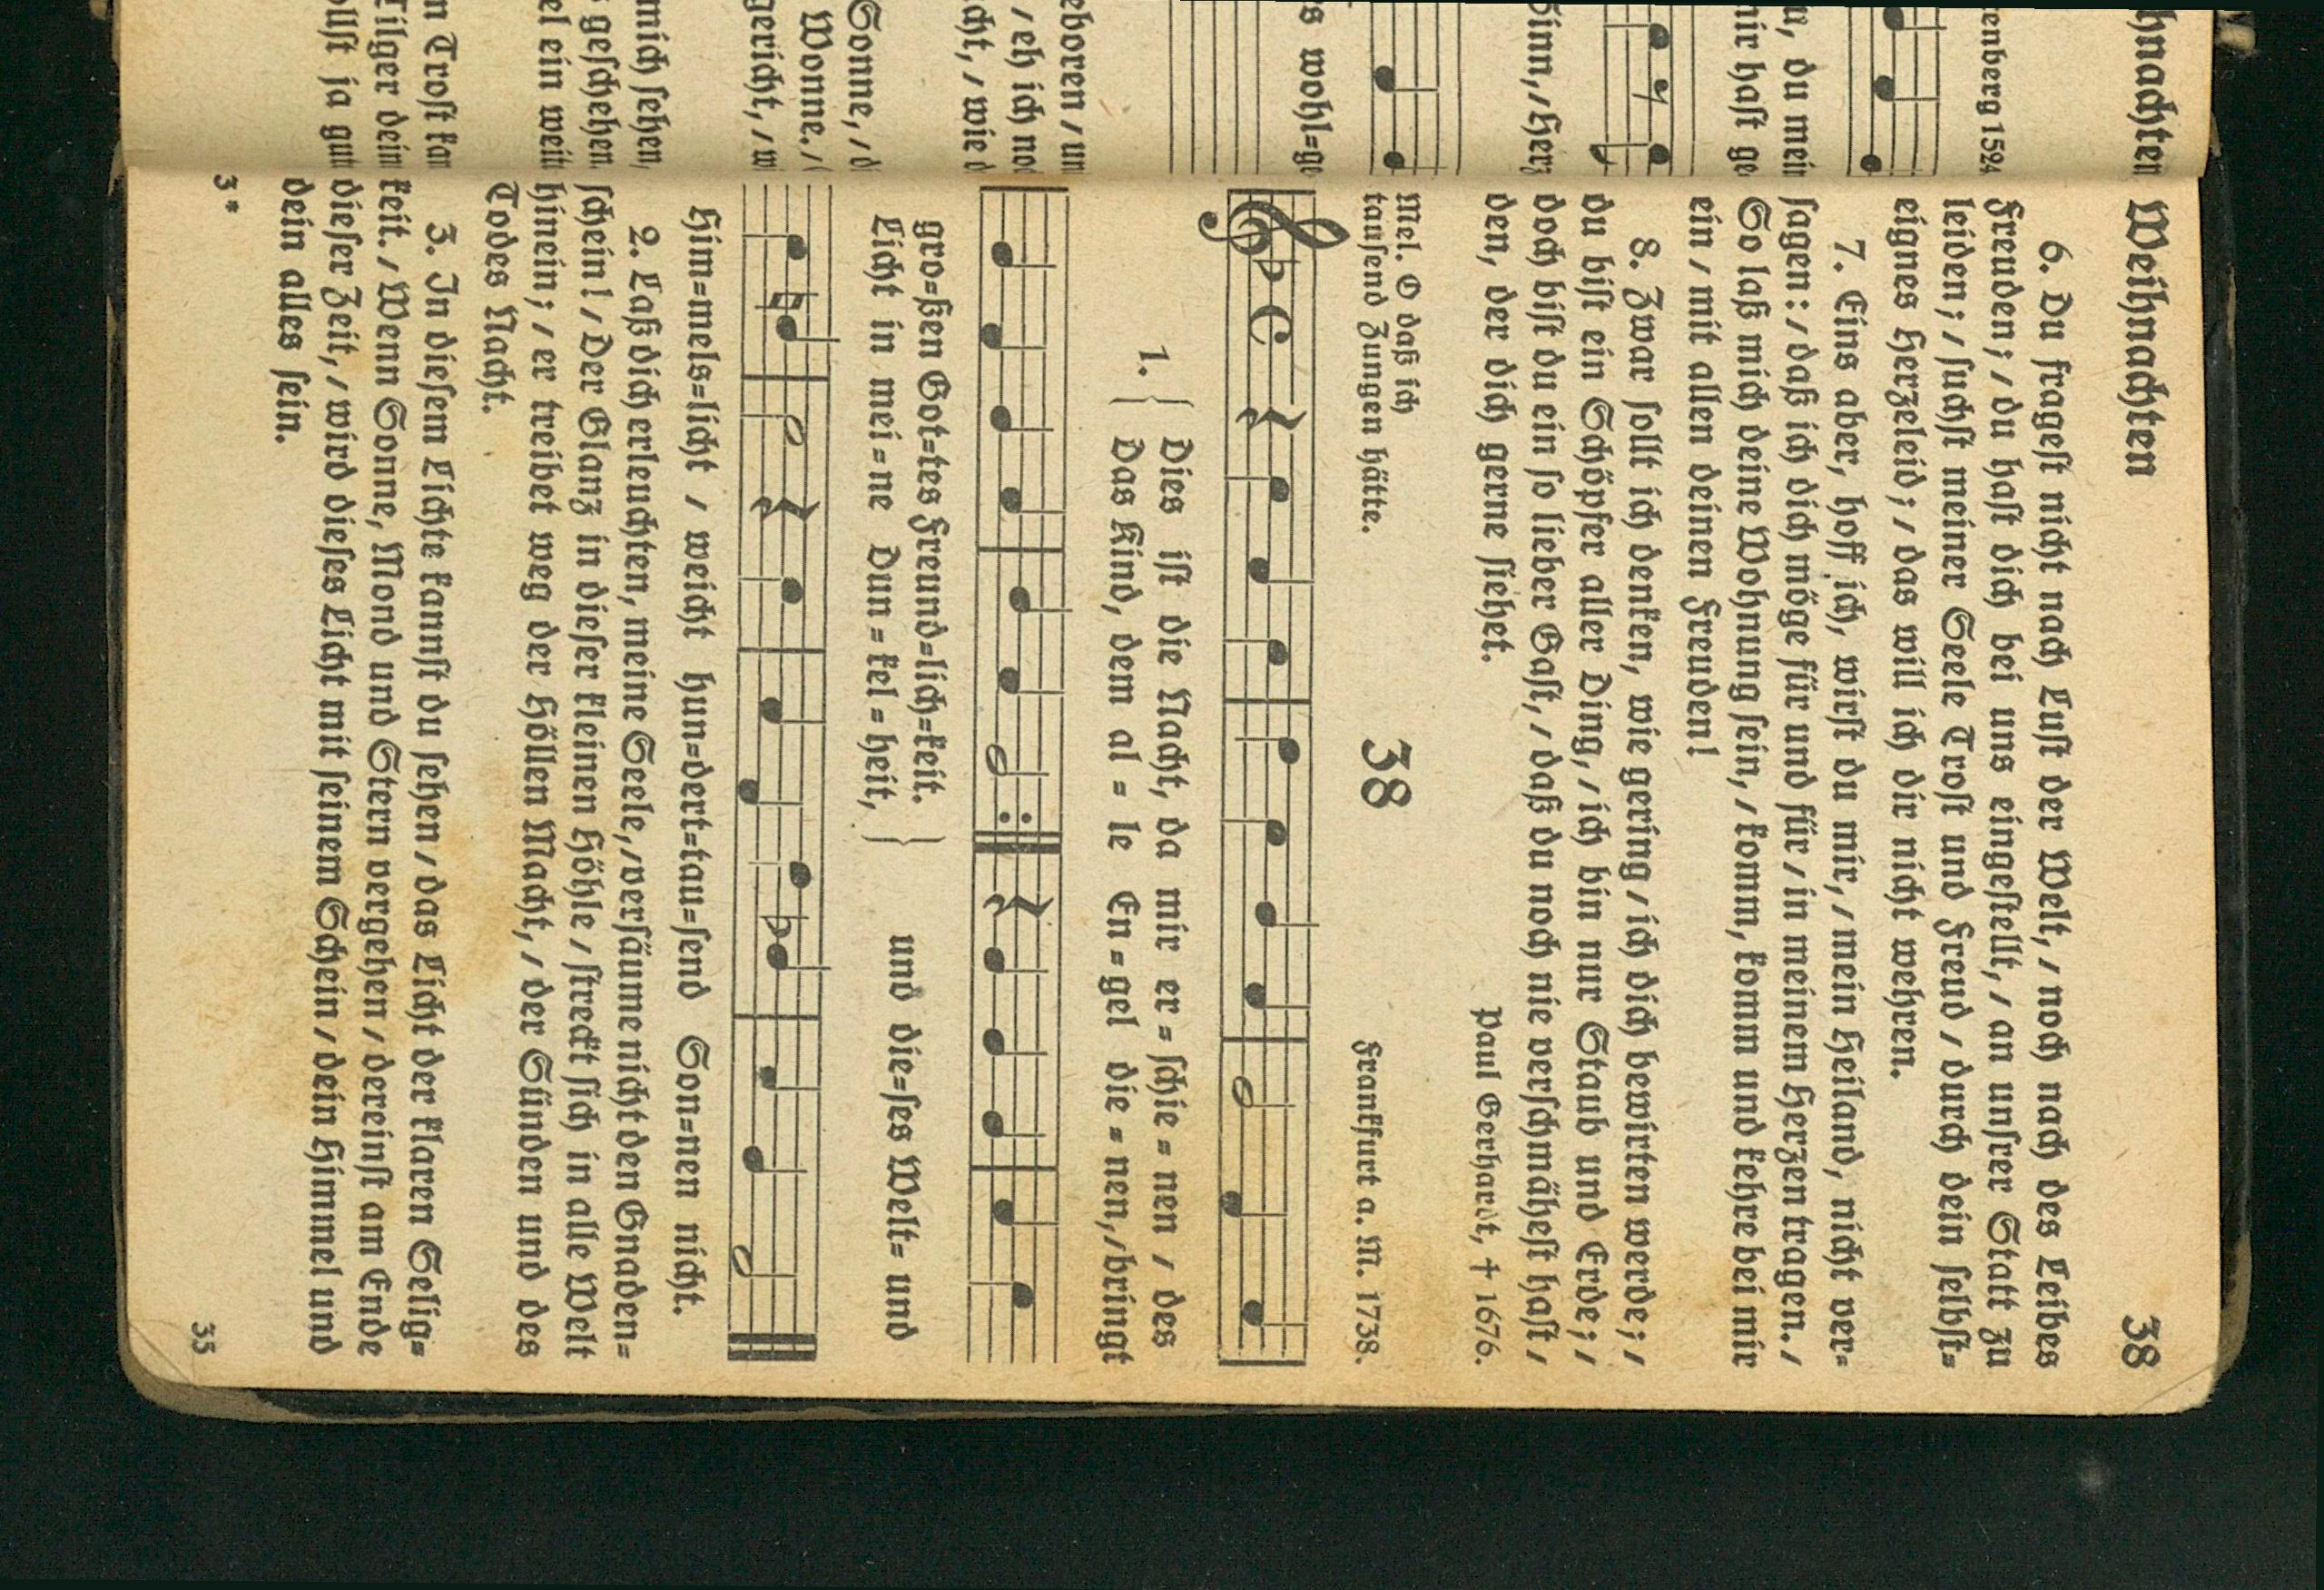 Weihnachten 38
6. Du fragest nicht nach Lust der Welt, / noch nach des Leibes
Freuden; / du hast dich bei uns eingestellt, / an unsrer Statt zu
leiden; / suchst meiner Seele Trost und Freud / durch dein selbst-
eignes Herzeleid; / das will ich dir nicht wehren.
7. Eins aber, hoff ich, wirst du mir, / mein Heiland, nicht ver-
sagen: / daß ich dich möge für und für / in meinem Herzen tragen. /
So laß mich deine Wohnung sein, / komm, komm und kehre bei mir
ein / mit allen deinen Freuden!
8. Zwar sollt ich denken, wie gering / ich dich bewirten werde; /
du bist ein Schöpfer aller Ding, / ich bin nur Staub und Erde; /
doch bist du ein so lieber Gast, / daß du noch nie verschmähest hast, /
den, der dich gerne siehet.
Paul Gerhardt, † 1676.
38
Mel. O daß ich
tausend Zungen hätte.
Frankfurt a. M. 1738.
1. { Dies ist die Nacht, da mir er-schie-nen / des
Das Kind, dem al-le En-gel die-nen, / bringt
gro-ßen Got-tes Freund-lich-keit. }
Licht in mei-ne Dun-kel-heit, und die-ses Welt- und
Him-mels-licht / weicht hun-dert-tau-send Son-nen nicht.
2. Laß dich erleuchten, meine Seele, / versäume nicht den Gnaden-
schein! / Der Glanz in dieser kleinen Höhle / streckt sich in alle Welt
hinein; / er treibet weg der Höllen Macht, / der Sünden und des
Todes Nacht.
3. In diesem Lichte kannst du sehen / das Licht der klaren Selig-
keit. / Wenn Sonne, Mond und Stern vergehen / dereinst am Ende
dieser Zeit, / wird dieses Licht mit seinem Schein / dein Himmel und
dein alles sein.
3* 35